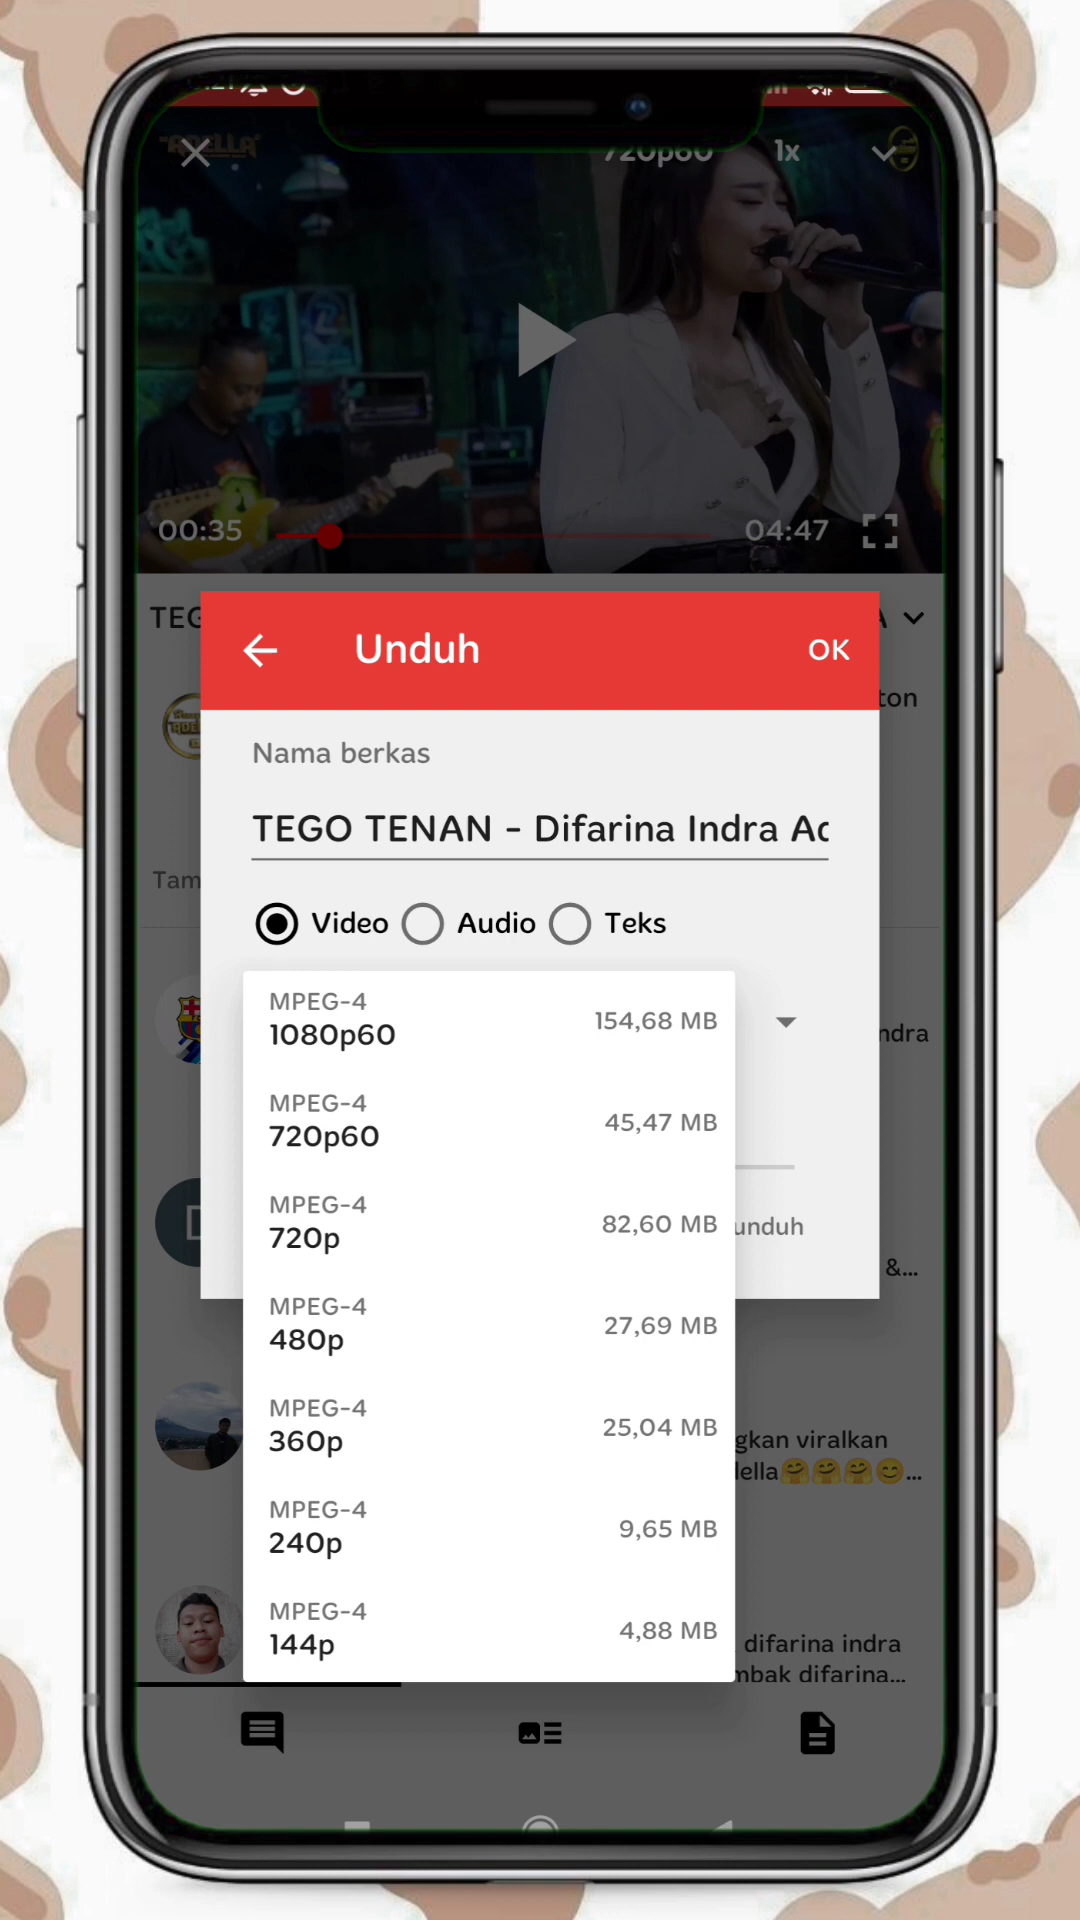 "ADELLA"
720p60
1x
00:35
04:47
TEG
A
Unduh
OK
ton
Nama berkas
TEGO TENAN - Difarina Indra Ad
Tam
Video
Audio
Teks
MPEG-4
1080p60
154,68 MB
ndra
MPEG-4
720p60
45,47 MB
MPEG-4
720p
82,60 MB
unduh
&...
MPEG-4
480p
27,69 MB
MPEG-4
360p
25,04 MB
gkan viralkan
lella🤗🤗🤗😊...
MPEG-4
240p
9,65 MB
MPEG-4
144p
4,88 MB
difarina indra
mbak difarina...